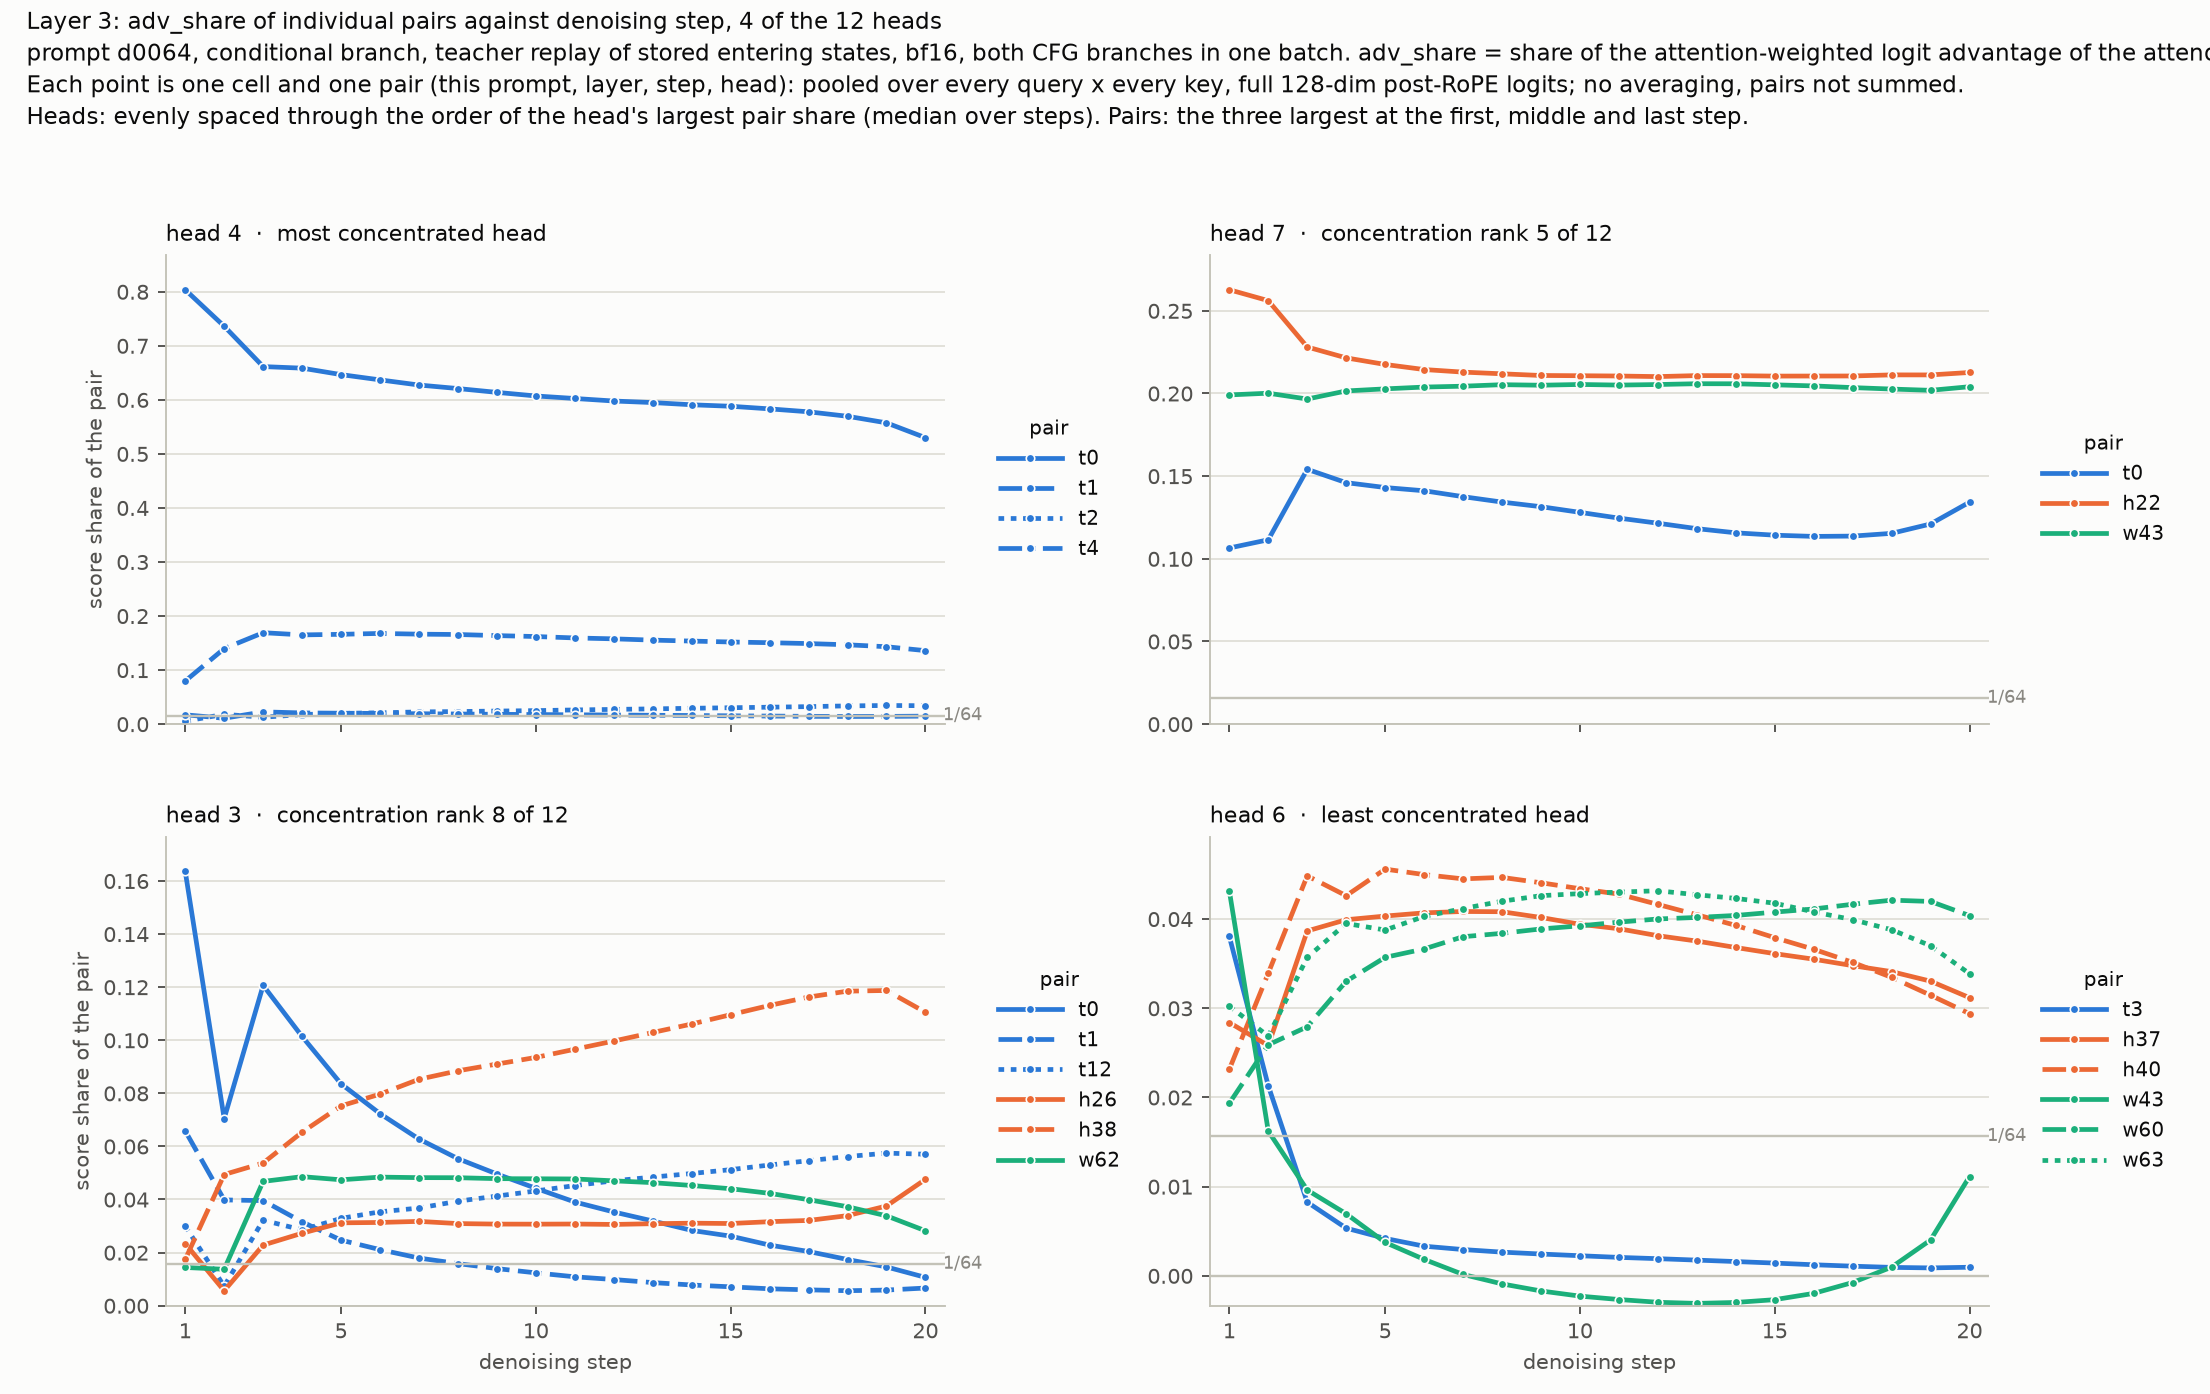 Layer 3: adv_share of individual pairs against denoising step, 4 of the 12 heads
prompt d0064, conditional branch, teacher replay of stored entering states, bf16, both CFG branches in one batch. adv_share = share of the attention-weighted logit advantage of the
Each point is one cell and one pair (this prompt, layer, step, head): pooled over every query x every key, full 128-dim post-RoPE logits; no averaging, pairs not summed.
Heads: evenly spaced through the order of the head's largest pair share (median over steps). Pairs: the three largest at the first, middle and last step.
head 4 · most concentrated head
score share of the pair
0.8
0.7
0.6
0.5
0.4
0.3
0.2
0.1
0.0
1/64
pair
t0
t1
t2
t4
head 7 · concentration rank 5 of 12
0.25
0.20
0.15
0.10
0.05
0.00
1/64
pair
t0
h22
w43
head 3 · concentration rank 8 of 12
score share of the pair
0.16
0.14
0.12
0.10
0.08
0.06
0.04
0.02
0.00
1/64
1 5 10 15 20
denoising step
pair
t0
t1
t12
h26
h38
w62
head 6 · least concentrated head
0.04
0.03
0.02
0.01
0.00
1/64
1 5 10 15 20
denoising step
pair
t3
h37
h40
w43
w60
w63